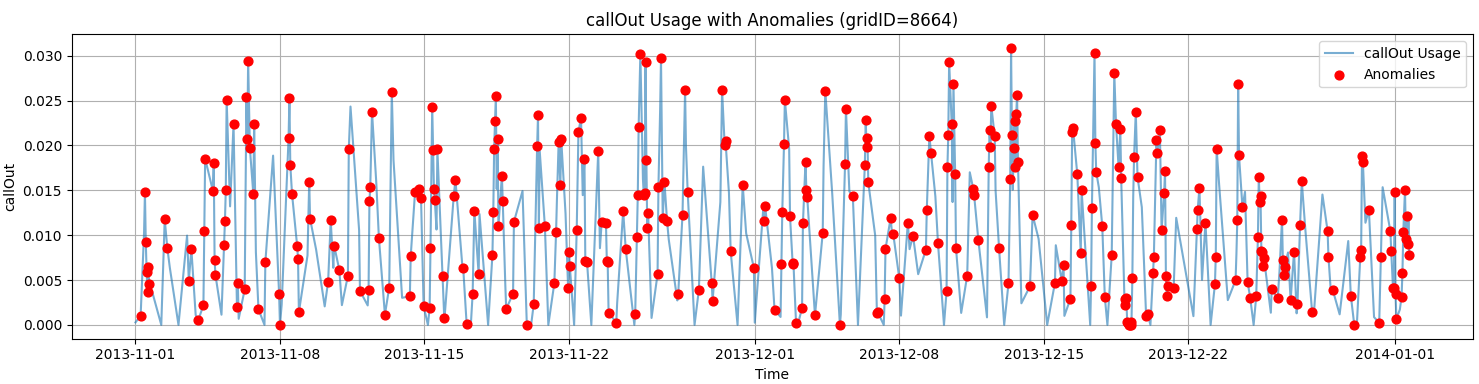 callOut Usage with Anomalies (gridID=8664)
callOut Usage
Anomalies
callOut
0.030
0.025
0.020
0.015
0.010
0.005
0.000
2013-11-01 2013-11-08 2013-11-15 2013-11-22 2013-12-01 2013-12-08 2013-12-15 2013-12-22 2014-01-01
Time